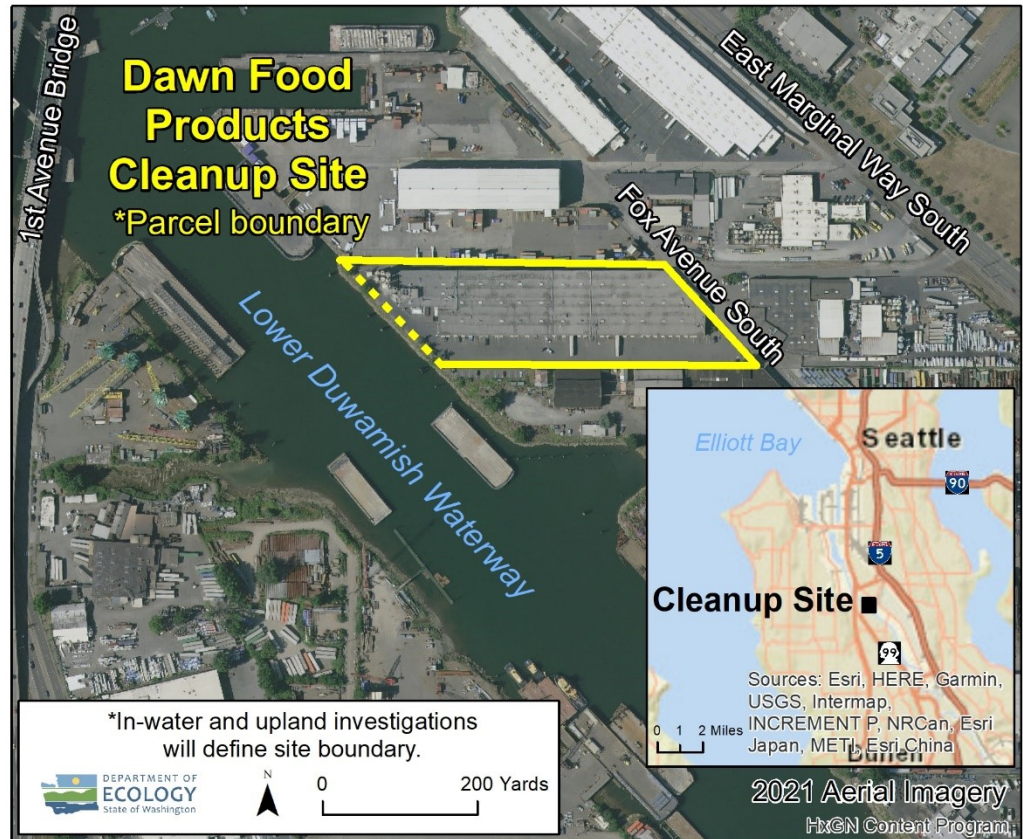 Dawn Food
Products
Cleanup Site
*Parcel boundary
1st Avenue Bridge
East Marginal Way South
Fox Avenue South
Lower Duwamish Waterway
Elliott Bay
Seattle
90
5
Cleanup Site
99
Sources: Esri, HERE, Garmin,
USGS, Intermap,
INCREMENT P, NRCan, Esri
Japan, METI, Esri China
0 1 2 Miles
Burien
*In-water and upland investigations
will define site boundary.
DEPARTMENT OF
ECOLOGY
State of Washington
N
0 200 Yards
2021 Aerial Imagery
HxGN Content Program